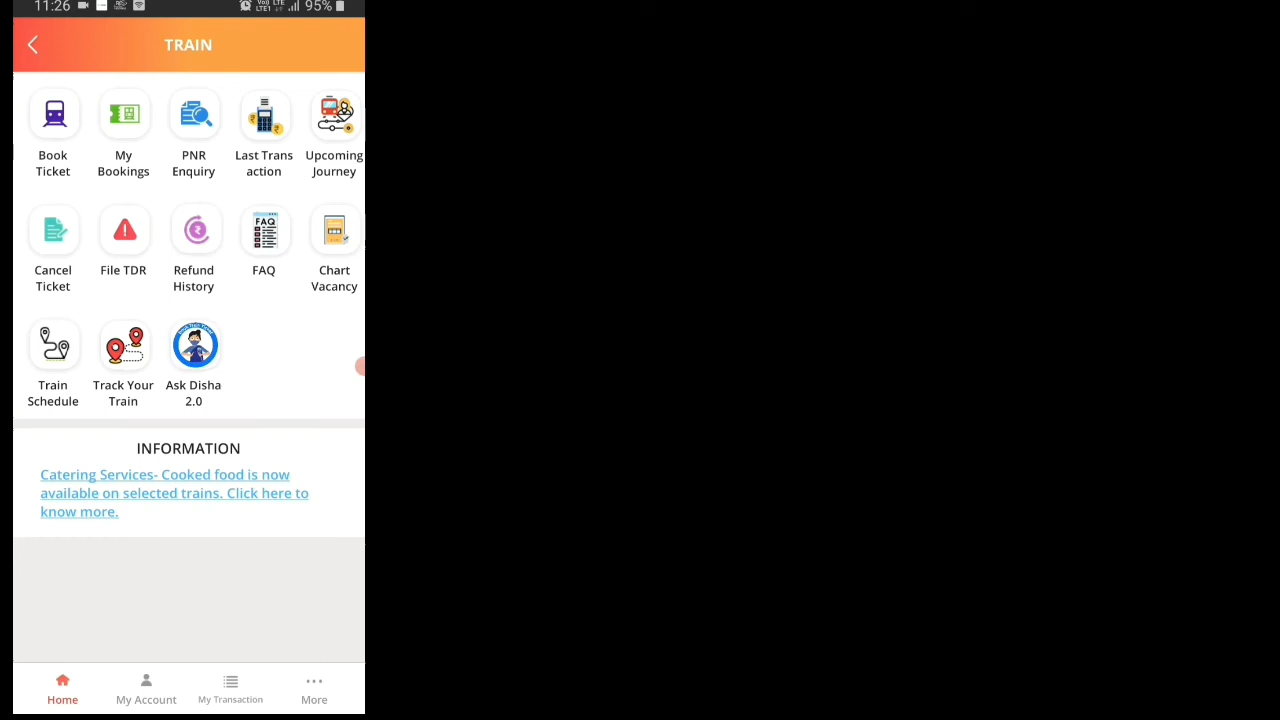 11:26 95%
TRAIN
Book Ticket
My Bookings
PNR Enquiry
Last Trans action
Upcoming Journey
FAQ
Cancel Ticket
File TDR
Refund History
FAQ
Chart Vacancy
Train Schedule
Track Your Train
Ask Disha 2.0
INFORMATION
Catering Services- Cooked food is now
available on selected trains. Click here to
know more.
Home My Account My Transaction More